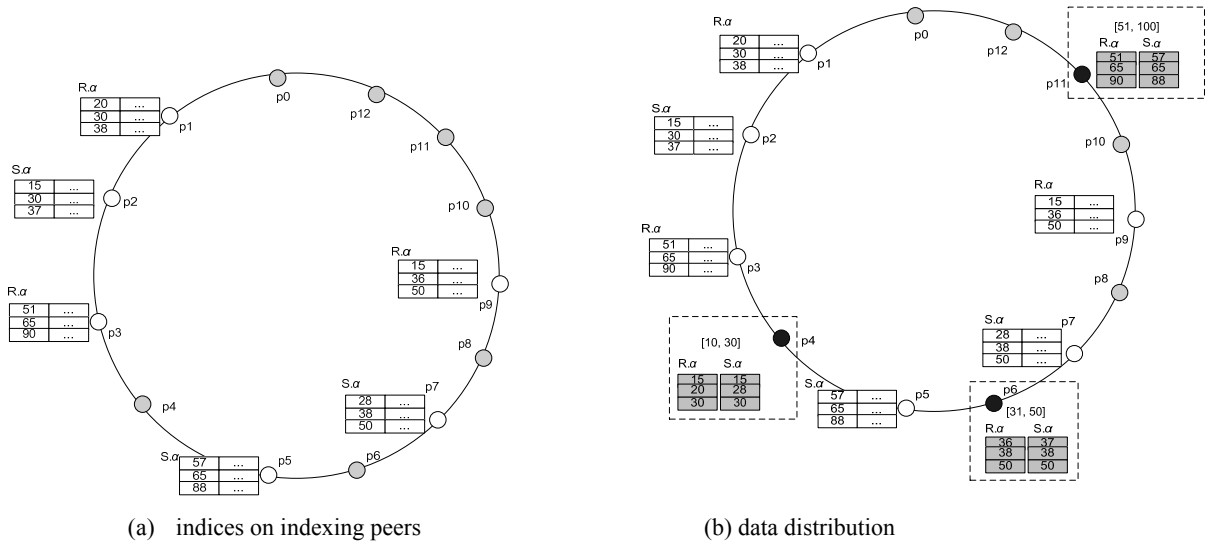 R.α
20 ...
30 ...
38 ...
p1
p0
p12
p11
p10
S.α
15 ...
30 ...
37 ...
p2
R.α
15 ...
36 ...
50 ...
p9
R.α
51 ...
65 ...
90 ...
p3
p8
S.α
28 ...
38 ...
50 ...
p7
p4
S.α
57 ...
65 ...
88 ...
p5
p6
(a) indices on indexing peers
R.α
20 ...
30 ...
38 ...
p1
p0
p12
[51, 100]
R.α S.α
51 57
65 65
90 88
p11
S.α
15 ...
30 ...
37 ...
p2
p10
R.α
15 ...
36 ...
50 ...
p9
R.α
51 ...
65 ...
90 ...
p3
p8
S.α
28 ...
38 ...
50 ...
p7
[10, 30]
R.α S.α
15 15
20 28
30 30
p4
S.α
57 ...
65 ...
88 ...
p5
p6
[31, 50]
R.α S.α
36 37
38 38
50 50
(b) data distribution